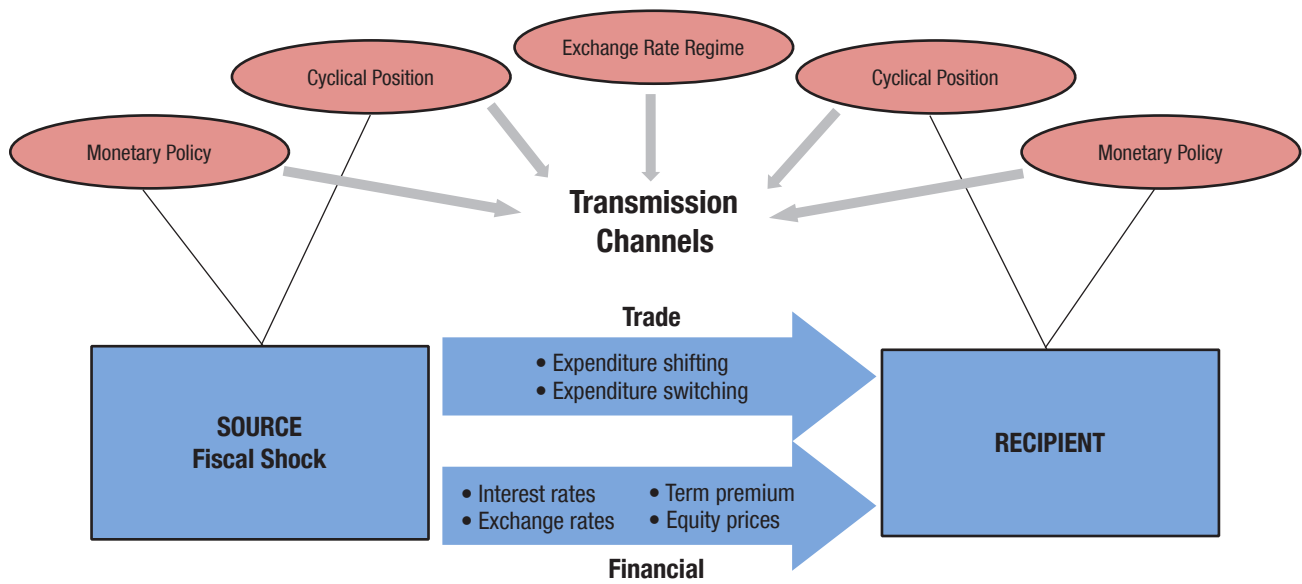 Exchange Rate Regime
Cyclical Position
Cyclical Position
Monetary Policy
Monetary Policy
Transmission
Channels
Trade
• Expenditure shifting
• Expenditure switching
SOURCE
Fiscal Shock
RECIPIENT
• Interest rates
• Term premium
• Exchange rates
• Equity prices
Financial